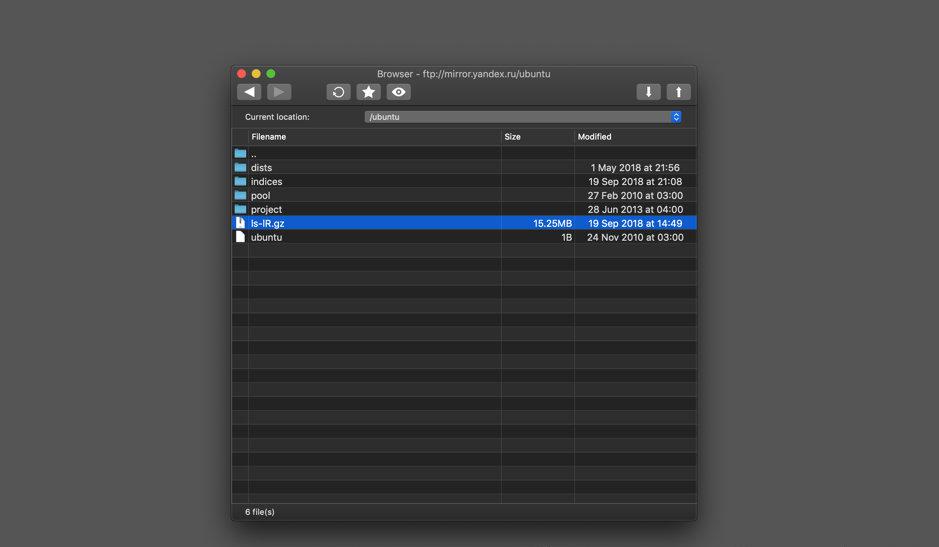 Browser - ftp://mirror.yandex.ru/ubuntu
Current location: /ubuntu
Filename Size Modified
..
dists 1 May 2018 at 21:56
indices 19 Sep 2018 at 21:08
pool 27 Feb 2010 at 03:00
project 28 Jun 2013 at 04:00
ls-lR.gz 15.25MB 19 Sep 2018 at 14:49
ubuntu 1B 24 Nov 2010 at 03:00
6 file(s)